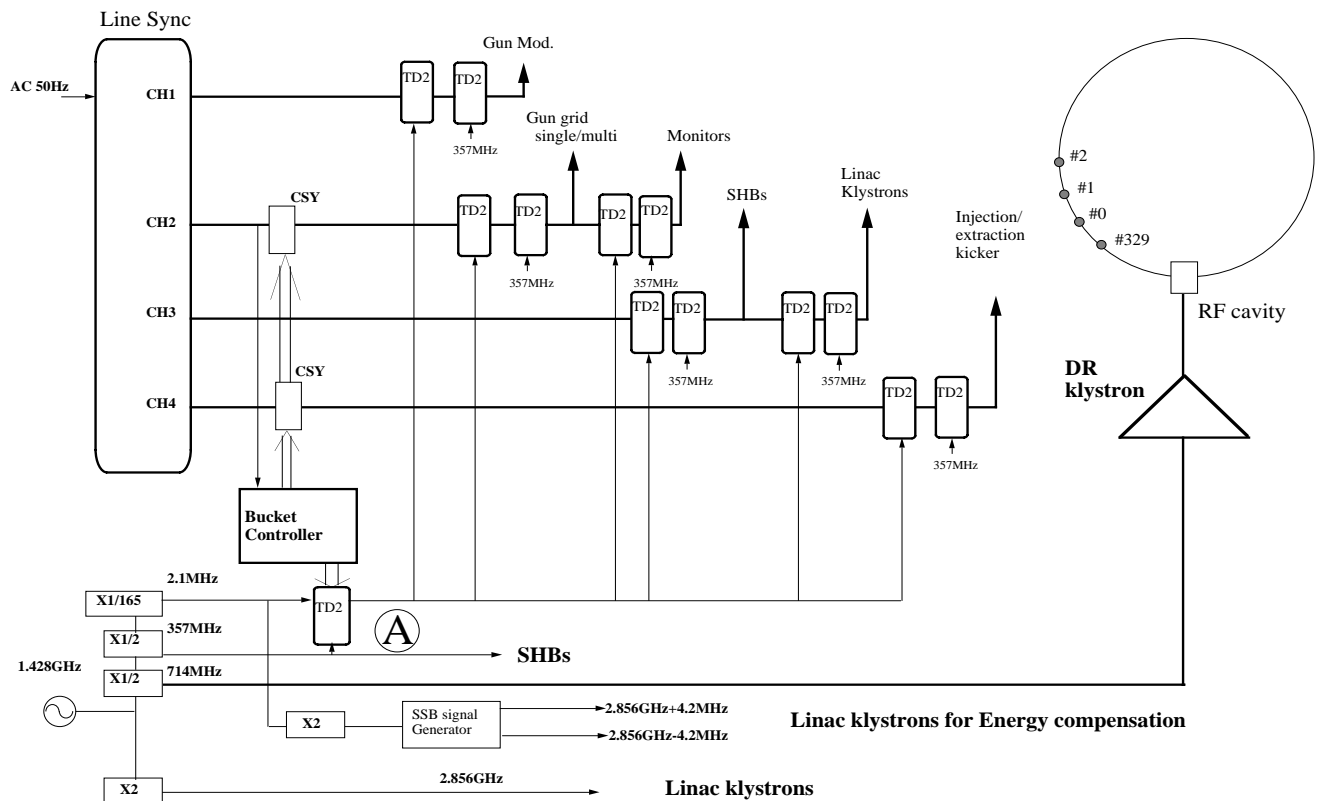 Line Sync
AC 50Hz
CH1
TD2
TD2
Gun Mod.
357MHz
Gun grid
single/multi
Monitors
CSY
CH2
TD2
TD2
TD2
TD2
357MHz
357MHz
SHBs
Linac
Klystrons
CH3
TD2
TD2
TD2
TD2
357MHz
357MHz
Injection/
extraction
kicker
CSY
CH4
TD2
TD2
357MHz
#2
#1
#0
#329
RF cavity
DR
klystron
Bucket
Controller
2.1MHz
X1/165
TD2
A
357MHz
X1/2
SHBs
1.428GHz
714MHz
X1/2
X2
SSB signal
Generator
2.856GHz+4.2MHz
2.856GHz-4.2MHz
Linac klystrons for Energy compensation
X2
2.856GHz
Linac klystrons